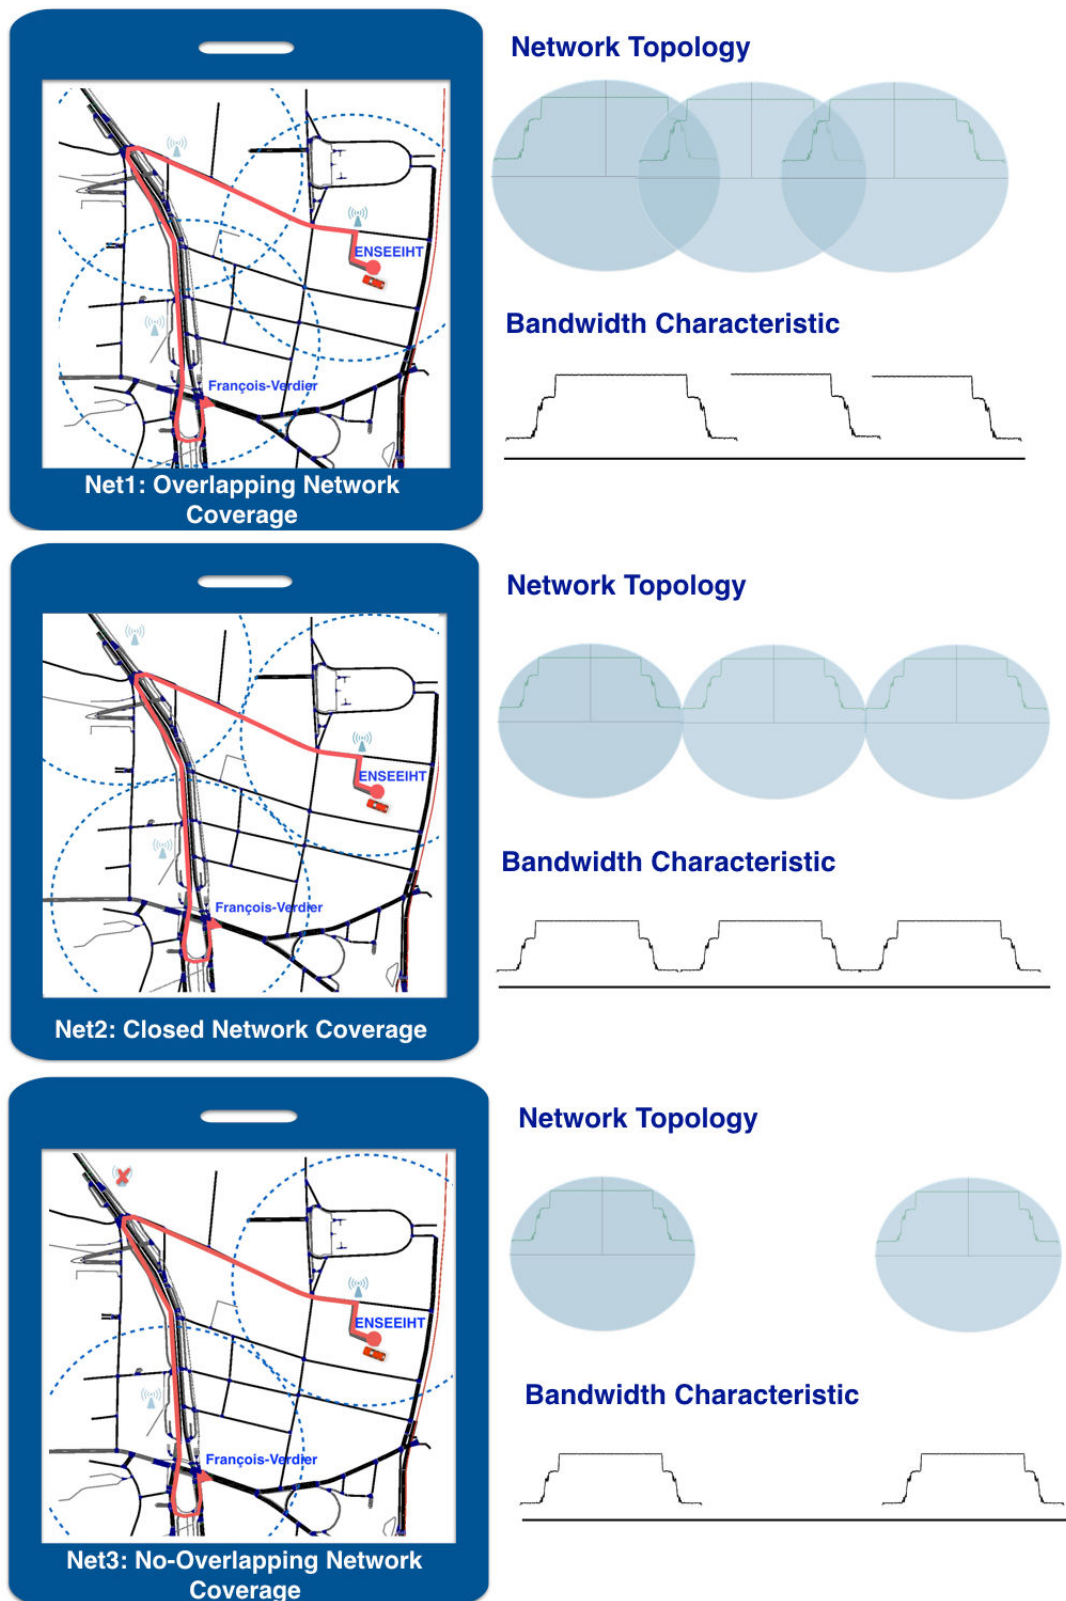 Network Topology
ENSEEIHT
François-Verdier
Bandwidth Characteristic
Net1: Overlapping Network
Coverage
Network Topology
ENSEEIHT
François-Verdier
Bandwidth Characteristic
Net2: Closed Network Coverage
Network Topology
ENSEEIHT
François-Verdier
Bandwidth Characteristic
Net3: No-Overlapping Network
Coverage